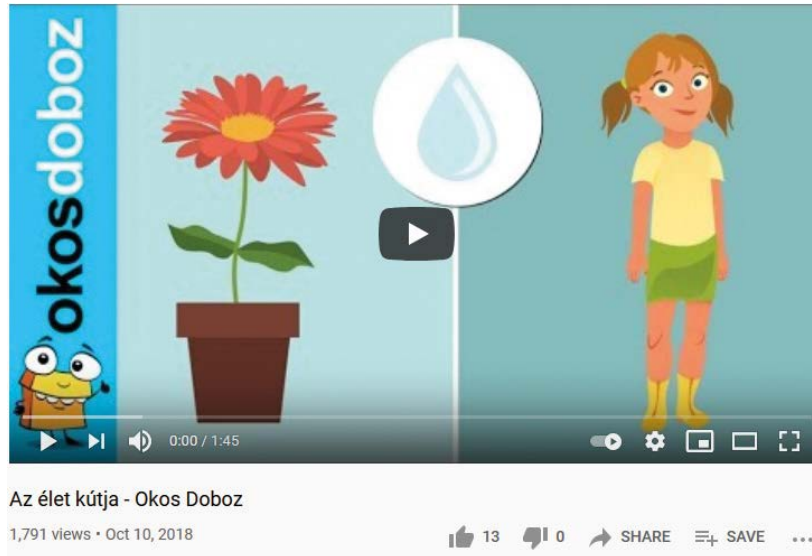 okosdoboz
0:00 / 1:45
Az élet kútja - Okos Doboz
1,791 views • Oct 10, 2018
13 0 SHARE SAVE